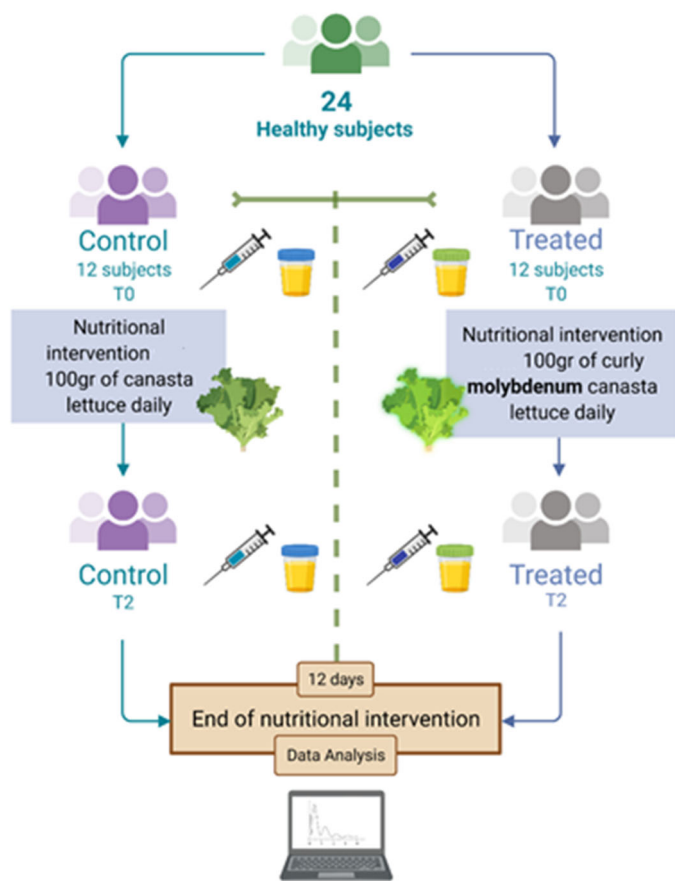 24
Healthy subjects
Control
12 subjects
T0
Treated
12 subjects
T0
Nutritional
intervention
100gr of canasta
lettuce daily
Nutritional intervention
100gr of curly
molybdenum canasta
lettuce daily
Control
T2
Treated
T2
12 days
End of nutritional intervention
Data Analysis